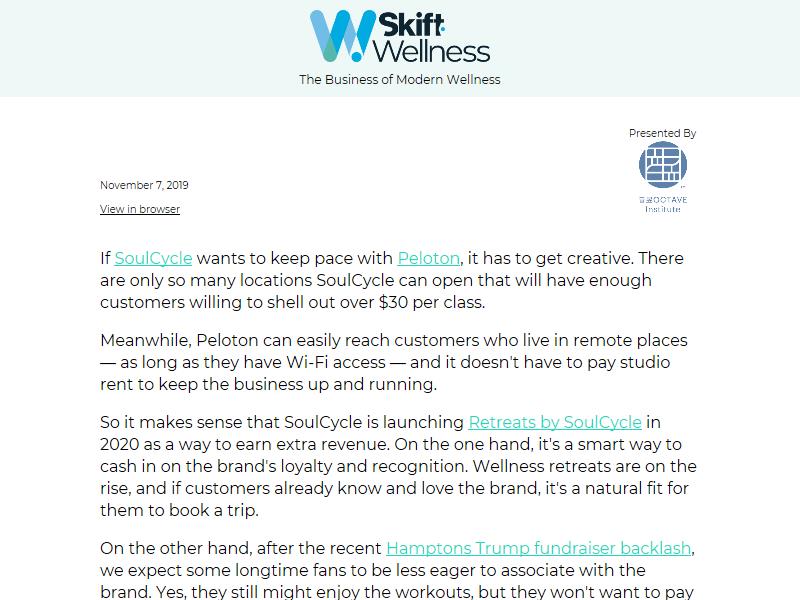 Skift
Wellness
The Business of Modern Wellness
Presented By
OCTAVE
Institute
November 7, 2019
View in browser
If SoulCycle wants to keep pace with Peloton, it has to get creative. There
are only so many locations SoulCycle can open that will have enough
customers willing to shell out over $30 per class.
Meanwhile, Peloton can easily reach customers who live in remote places
— as long as they have Wi-Fi access — and it doesn't have to pay studio
rent to keep the business up and running.
So it makes sense that SoulCycle is launching Retreats by SoulCycle in
2020 as a way to earn extra revenue. On the one hand, it's a smart way to
cash in on the brand's loyalty and recognition. Wellness retreats are on the
rise, and if customers already know and love the brand, it's a natural fit for
them to book a trip.
On the other hand, after the recent Hamptons Trump fundraiser backlash,
we expect some longtime fans to be less eager to associate with the
brand. Yes, they still might enjoy the workouts, but they won't want to pay